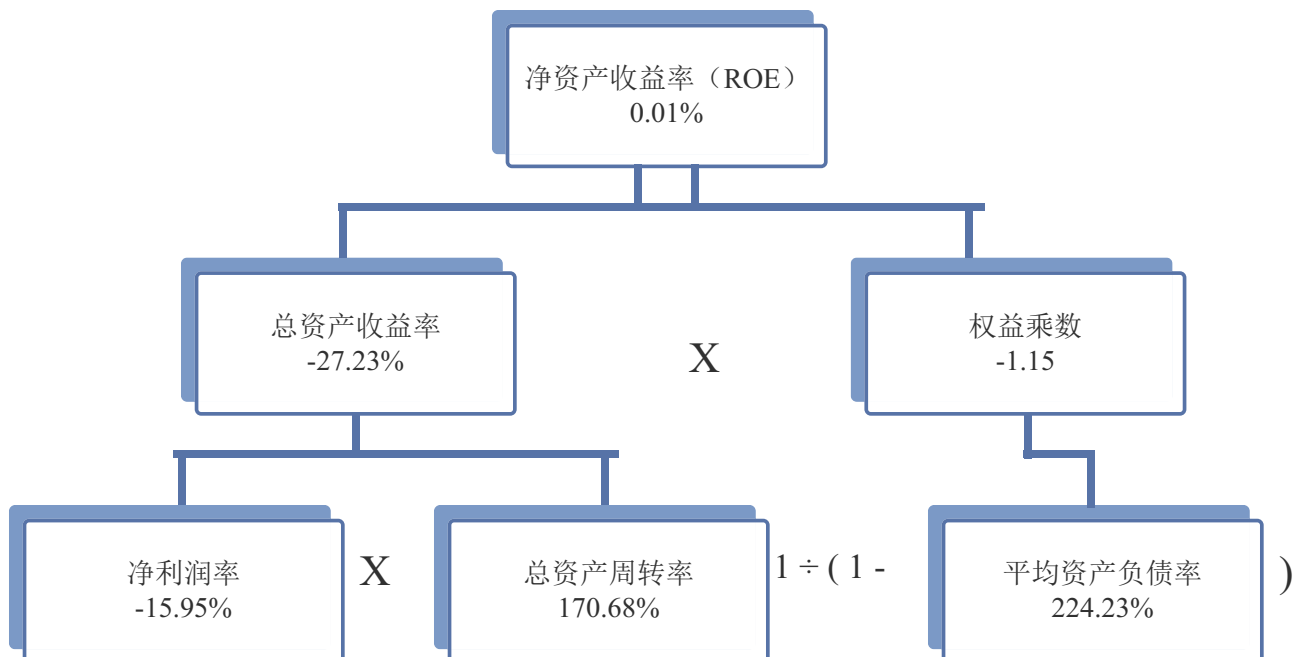 净资产收益率（ROE）
0.01%
总资产收益率
-27.23%
X
权益乘数
-1.15
净利润率
-15.95%
X
总资产周转率
170.68%
1 ÷ ( 1 -
平均资产负债率
224.23%
)